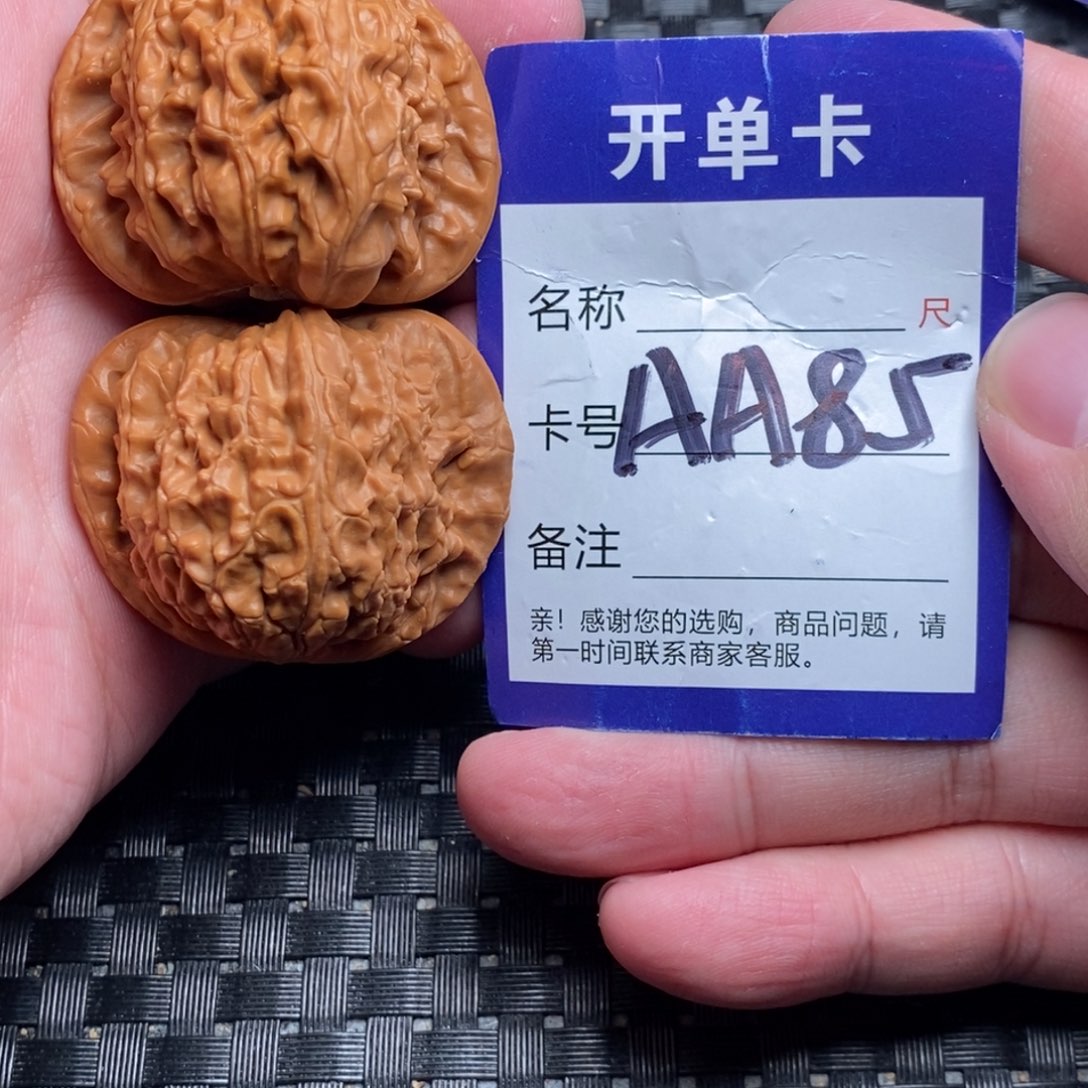 开单卡
名称 尺
卡号 AA85
备注
亲！感谢您的选购，商品问题，请
第一时间联系商家客服。